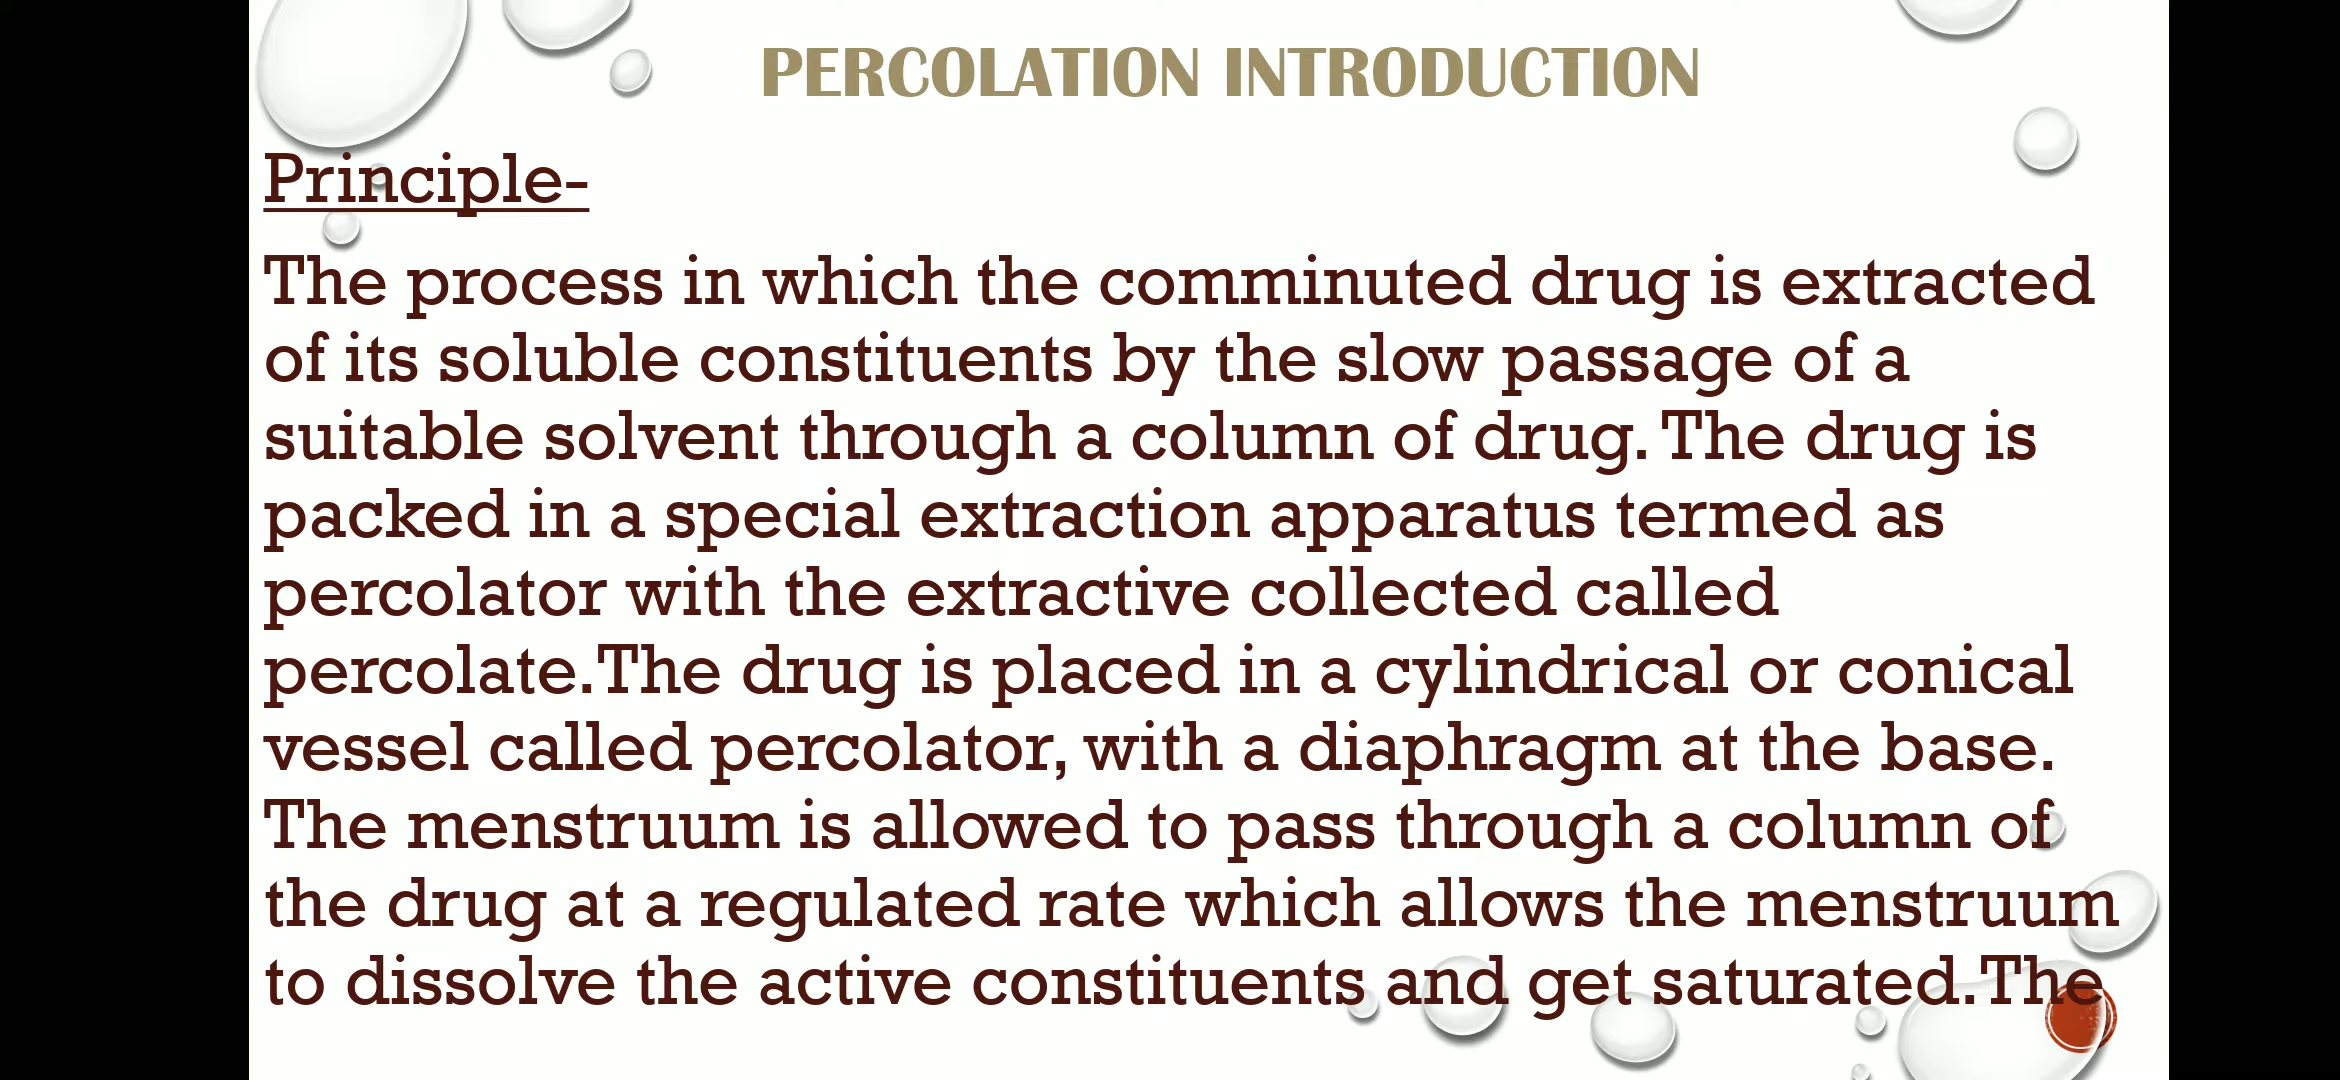 PERCOLATION INTRODUCTION
Principle-
The process in which the comminuted drug is extracted
of its soluble constituents by the slow passage of a
suitable solvent through a column of drug. The drug is
packed in a special extraction apparatus termed as
percolator with the extractive collected called
percolate.The drug is placed in a cylindrical or conical
vessel called percolator, with a diaphragm at the base.
The menstruum is allowed to pass through a column of
the drug at a regulated rate which allows the menstruum
to dissolve the active constituents and get saturated.The